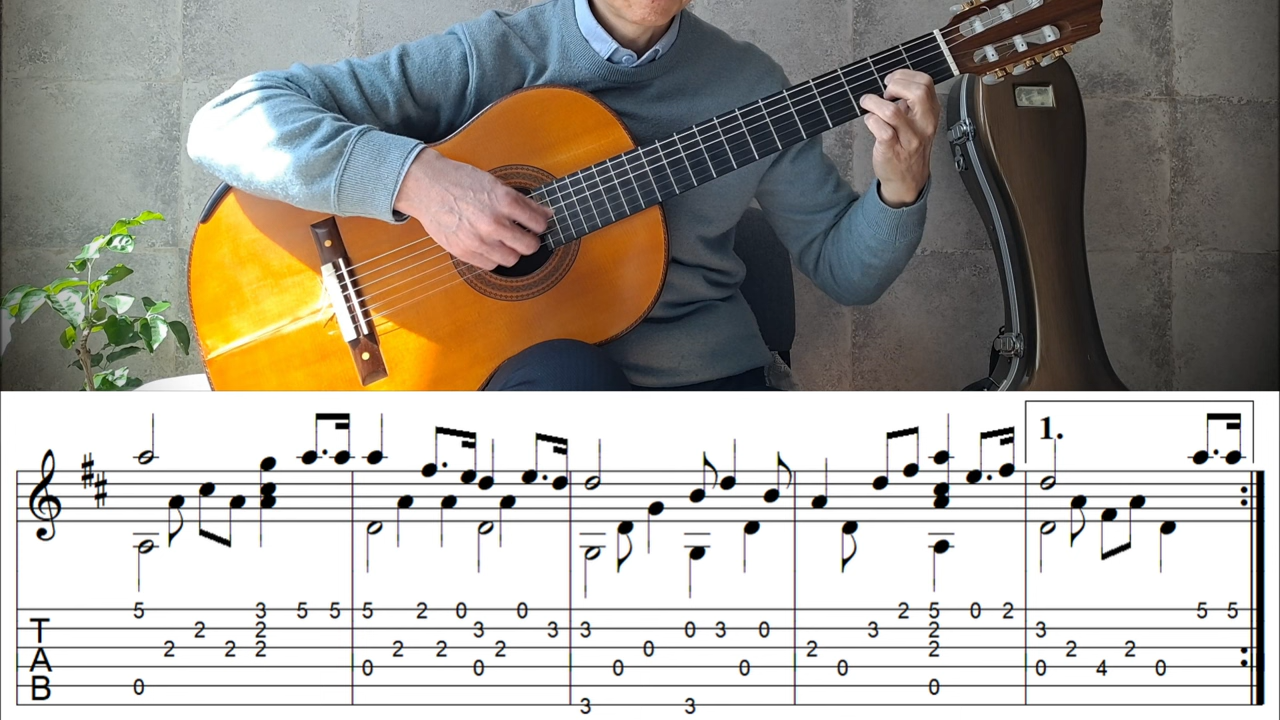 1.
5 3 5 5 5 2 0 0 2 5 0 2 5 5
T 2 2 3 3 3 0 3 0 3 2 3
A 2 2 2 2 2 2 0 2 2 2 2
0 0 0 0 0 0 4 0
B 0 0
3 3